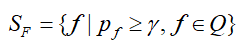 S_F = {f | p_f ≥ γ, f ∈ Q}